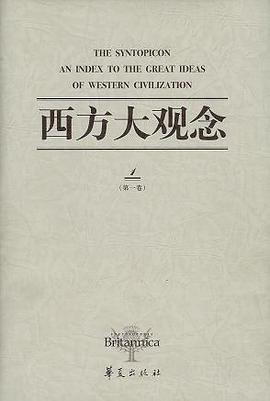 THE SYNTOPICON
AN INDEX TO THE GREAT IDEAS
OF WESTERN CIVILIZATION
西方大观念
1
(第一卷)
ENCYCLOPÆDIA
Britannica
华夏出版社